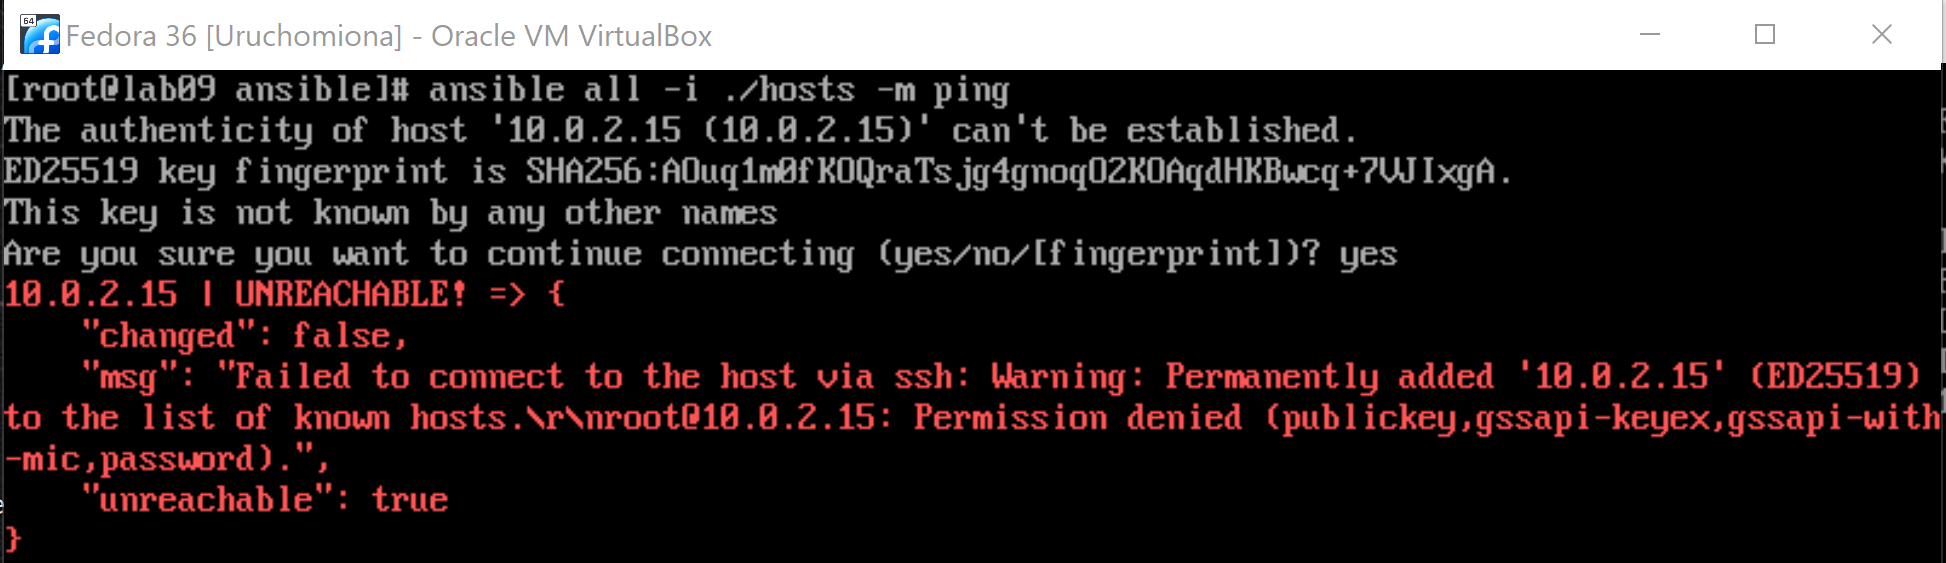 64
Fedora 36 [Uruchomiona] - Oracle VM VirtualBox
[root@lab09 ansible]# ansible all -i ./hosts -m ping
The authenticity of host '10.0.2.15 (10.0.2.15)' can't be established.
ED25519 key fingerprint is SHA256:AOuq1m0fKOQraTsjg4gnoqO2KOAqdHKBwcq+7VJIxgA.
This key is not known by any other names
Are you sure you want to continue connecting (yes/no/[fingerprint])? yes
10.0.2.15 | UNREACHABLE! => {
    "changed": false,
    "msg": "Failed to connect to the host via ssh: Warning: Permanently added '10.0.2.15' (ED25519)
to the list of known hosts.\r\nroot@10.0.2.15: Permission denied (publickey,gssapi-keyex,gssapi-with
-mic,password).",
    "unreachable": true
}